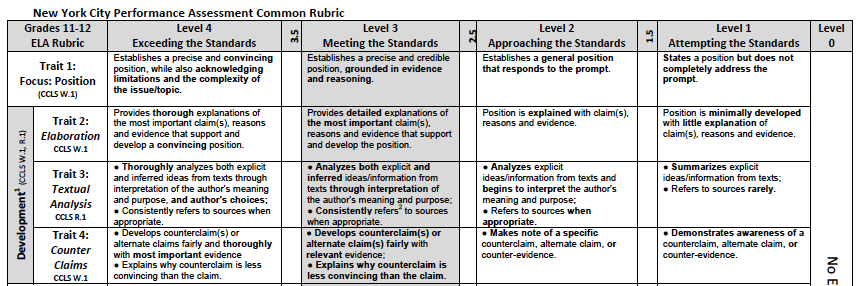 New York City Performance Assessment Common Rubric
Grades 11-12
ELA Rubric
Level 4
Exceeding the Standards
3.5
Level 3
Meeting the Standards
2.5
Level 2
Approaching the Standards
1.5
Level 1
Attempting the Standards
Level
0
Trait 1:
Focus: Position
(CCLS W.1)
Establishes a precise and convincing
position, while also acknowledging
limitations and the complexity of
the issue/topic.
Establishes a precise and credible
position, grounded in evidence
and reasoning.
Establishes a general position
that responds to the prompt.
States a position but does not
completely address the
prompt.
Development¹ (CCLS W.1, R.1)
Trait 2:
Elaboration
CCLS W.1
Provides thorough explanations of
the most important claim(s), reasons
and evidence that support and
develop a convincing position.
Provides detailed explanations of
the most important claim(s),
reasons and evidence that support
and develop the position.
Position is explained with claim(s),
reasons and evidence.
Position is minimally developed
with little explanation of
claim(s), reasons and evidence.
Trait 3:
Textual
Analysis
CCLS R.1
● Thoroughly analyzes both explicit
and inferred ideas from texts through
interpretation of the author's meaning
and purpose, and author's choices;
● Consistently refers to sources when
appropriate.
● Analyzes both explicit and
inferred ideas/information from
texts through interpretation of
the author's meaning and purpose;
● Consistently refers² to sources
when appropriate.
● Analyzes explicit
ideas/information from texts and
begins to interpret the author's
meaning and purpose;
● Refers to sources when
appropriate.
● Summarizes explicit
ideas/information from texts;
● Refers to sources rarely.
Trait 4:
Counter
Claims
CCLS W.1
● Develops counterclaim(s) or
alternate claims fairly and thoroughly
with most important evidence
● Explains why counterclaim is less
convincing than the claim.
● Develops counterclaim(s) or
alternate claim(s) fairly with
relevant evidence;
● Explains why counterclaim is
less convincing than the claim.
● Makes note of a specific
counterclaim, alternate claim, or
counter-evidence.
● Demonstrates awareness of a
counterclaim, alternate claim, or
counter-evidence.
No E